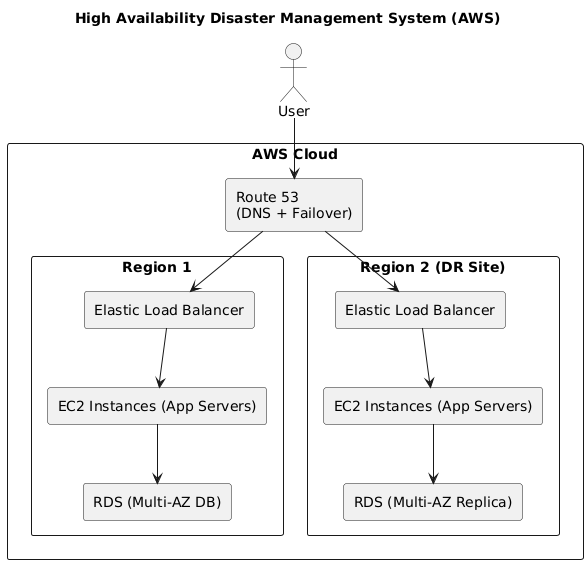 High Availability Disaster Management System (AWS)
User
AWS Cloud
Route 53
(DNS + Failover)
Region 1
Region 2 (DR Site)
Elastic Load Balancer
Elastic Load Balancer
EC2 Instances (App Servers)
EC2 Instances (App Servers)
RDS (Multi-AZ DB)
RDS (Multi-AZ Replica)